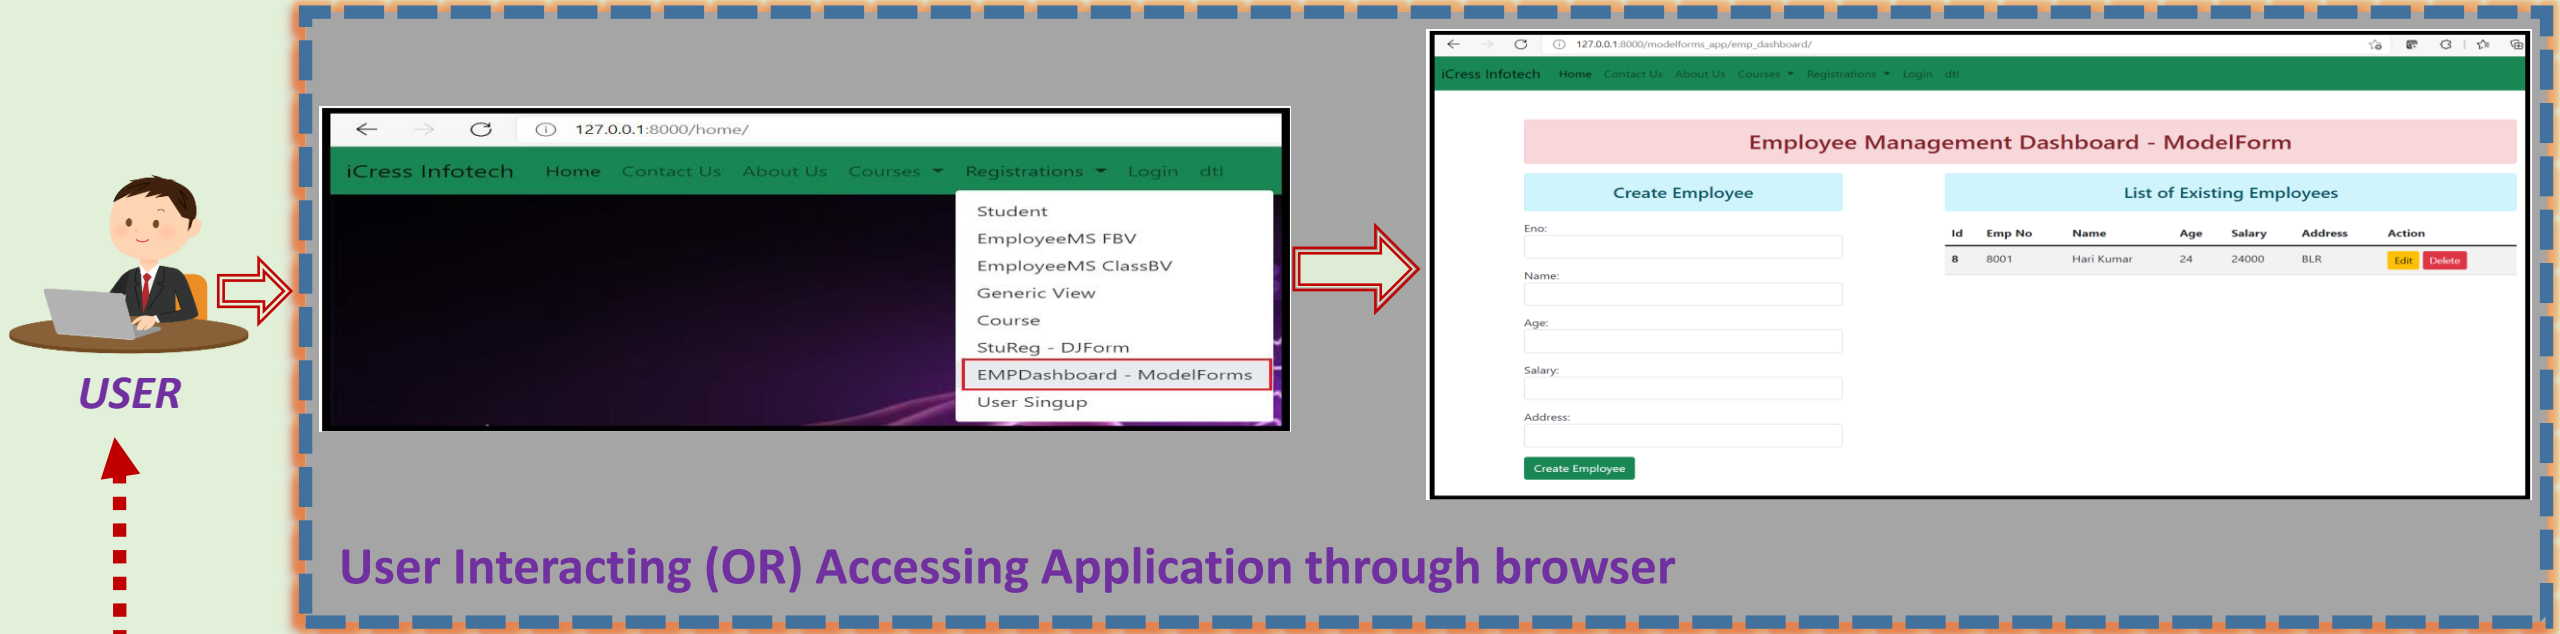 USER
127.0.0.1:8000/home/
iCress Infotech Home Contact Us About Us Courses Registrations Login dtl
Student
EmployeeMS FBV
EmployeeMS ClassBV
Generic View
Course
StuReg - DJForm
EMPDashboard - ModelForms
User Singup
127.0.0.1:8000/modelforms_app/emp_dashboard/
iCress Infotech Home Contact Us About Us Courses Registrations Login dtl
Employee Management Dashboard - ModelForm
Create Employee
Eno:
Name:
Age:
Salary:
Address:
Create Employee
List of Existing Employees
Id Emp No Name Age Salary Address Action
8 8001 Hari Kumar 24 24000 BLR Edit Delete
User Interacting (OR) Accessing Application through browser